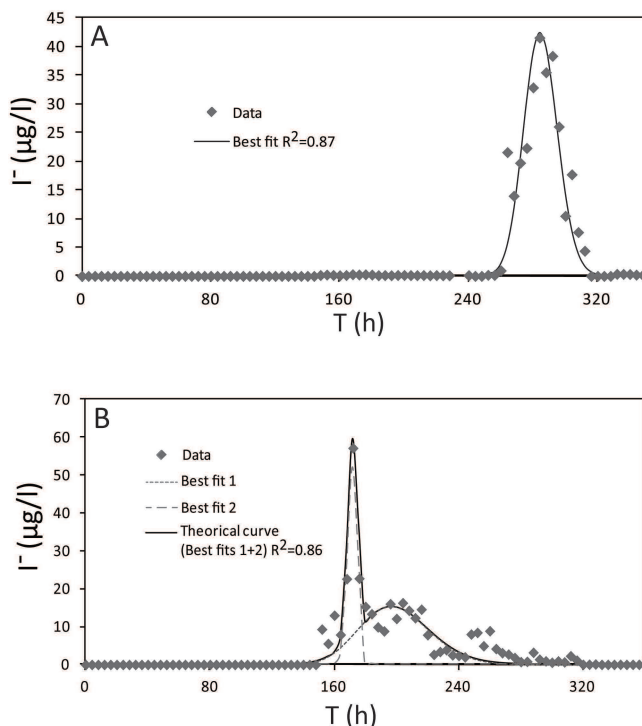 A
45
40
35
30
25
20
15
10
5
0
I⁻ (µg/l)
Data
Best fit R²=0.87
0 80 160 240 320
T (h)
B
70
60
50
40
30
20
10
0
I⁻ (µg/l)
Data
Best fit 1
Best fit 2
Theorical curve
(Best fits 1+2) R²=0.86
0 80 160 240 320
T (h)